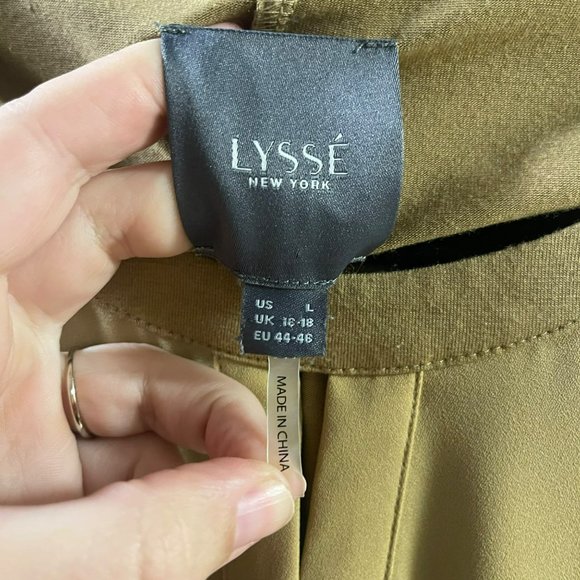 LYSSÉ
NEW YORK
US L
UK 16-18
EU 44-46
MADE IN CHINA